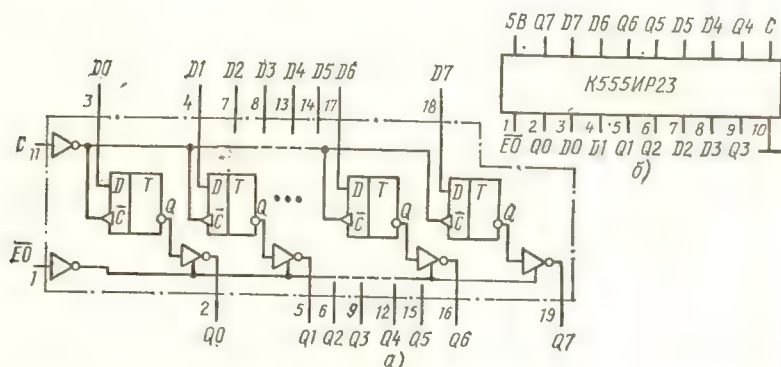 D0 D1 D2 D3 D4 D5 D6 D7
3 4 7 8 13 14 17 18
C 11
D T Q D T Q D T Q D T Q
C̅ C̅ ••• C̅ C̅
E̅0̅ 1
2 5 6 9 12 15 16 19
Q0 Q1 Q2 Q3 Q4 Q5 Q6 Q7
а)
5В Q7 D7 D6 Q6 Q5 D5 D4 Q4 C
К555ИР23
1 2 3 4 5 6 7 8 9 10
E̅0̅ Q0 D0 D1 Q1 Q2 D2 D3 Q3
б)